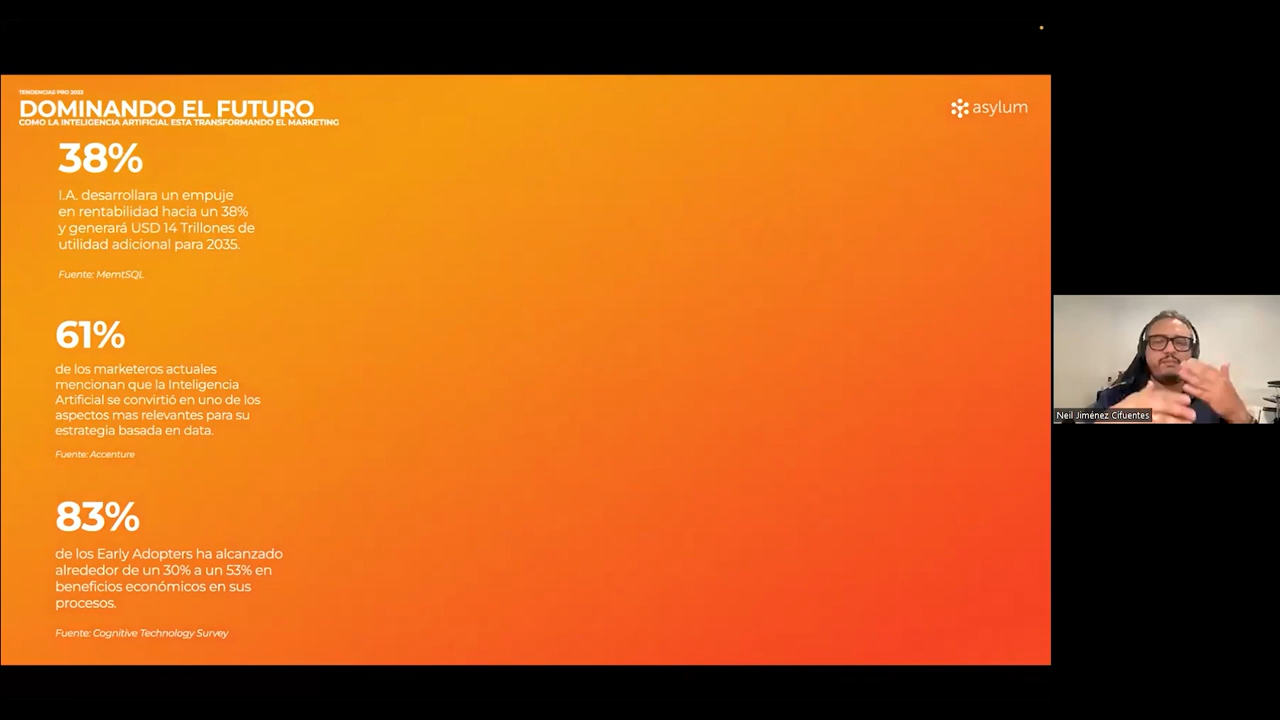 TENDENCIAS PRO 2023
DOMINANDO EL FUTURO
COMO LA INTELIGENCIA ARTIFICIAL ESTA TRANSFORMANDO EL MARKETING
asylum
38%
I.A. desarrollara un empuje
en rentabilidad hacia un 38%
y generará USD 14 Trillones de
utilidad adicional para 2035.
Fuente: MemtSQL
61%
de los marketeros actuales
mencionan que la Inteligencia
Artificial se convirtió en uno de los
aspectos mas relevantes para su
estrategia basada en data.
Fuente: Accenture
83%
de los Early Adopters ha alcanzado
alrededor de un 30% a un 53% en
beneficios económicos en sus
procesos.
Fuente: Cognitive Technology Survey
Neil Jiménez Cifuentes